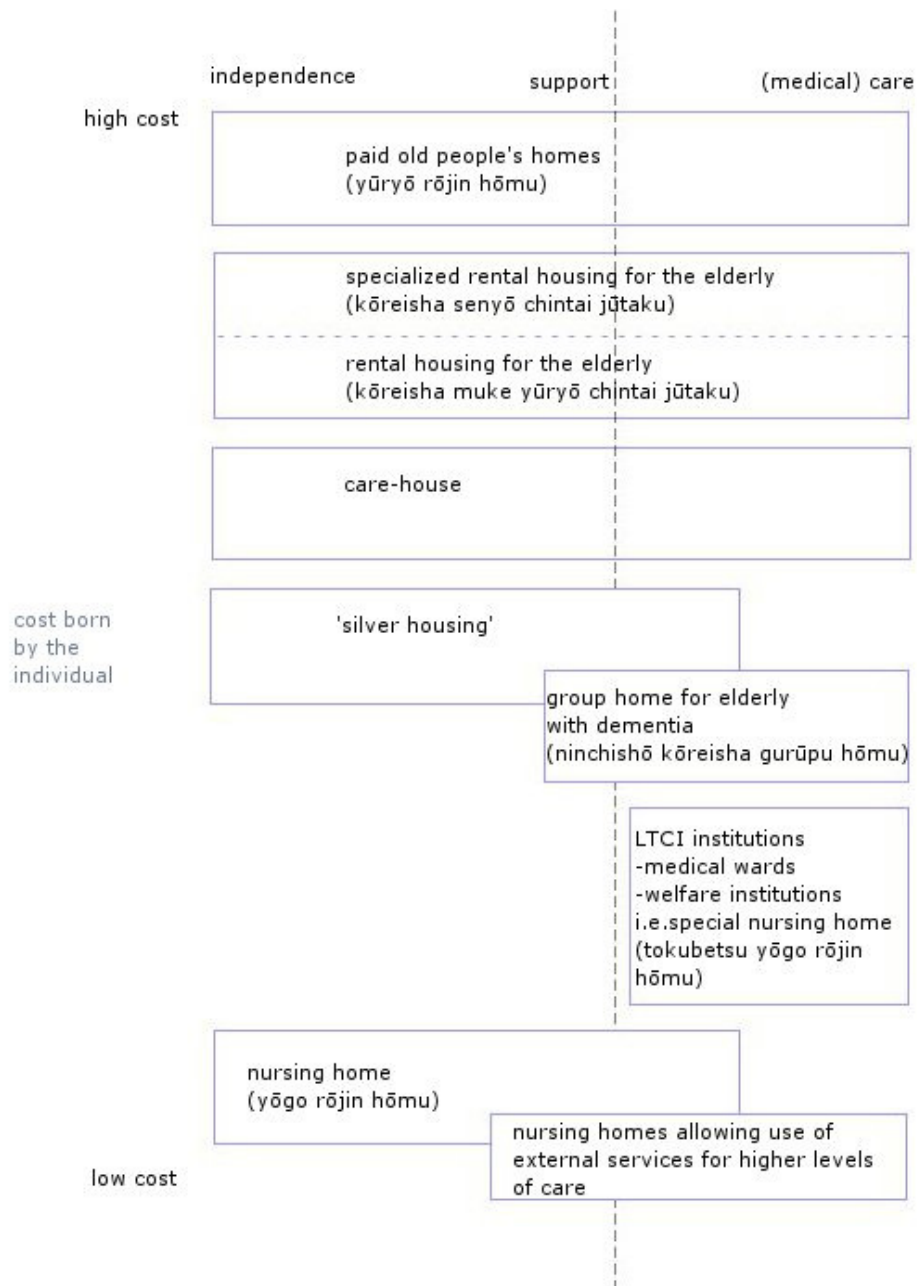 independence
support
(medical) care
high cost
paid old people's homes
(yūryō rōjin hōmu)
specialized rental housing for the elderly
(kōreisha senyō chintai jūtaku)
rental housing for the elderly
(kōreisha muke yūryō chintai jūtaku)
care-house
cost born
by the
individual
'silver housing'
group home for elderly
with dementia
(ninchishō kōreisha gurūpu hōmu)
LTCI institutions
-medical wards
-welfare institutions
i.e.special nursing home
(tokubetsu yōgo rōjin
hōmu)
nursing home
(yōgo rōjin hōmu)
nursing homes allowing use of
external services for higher levels
of care
low cost